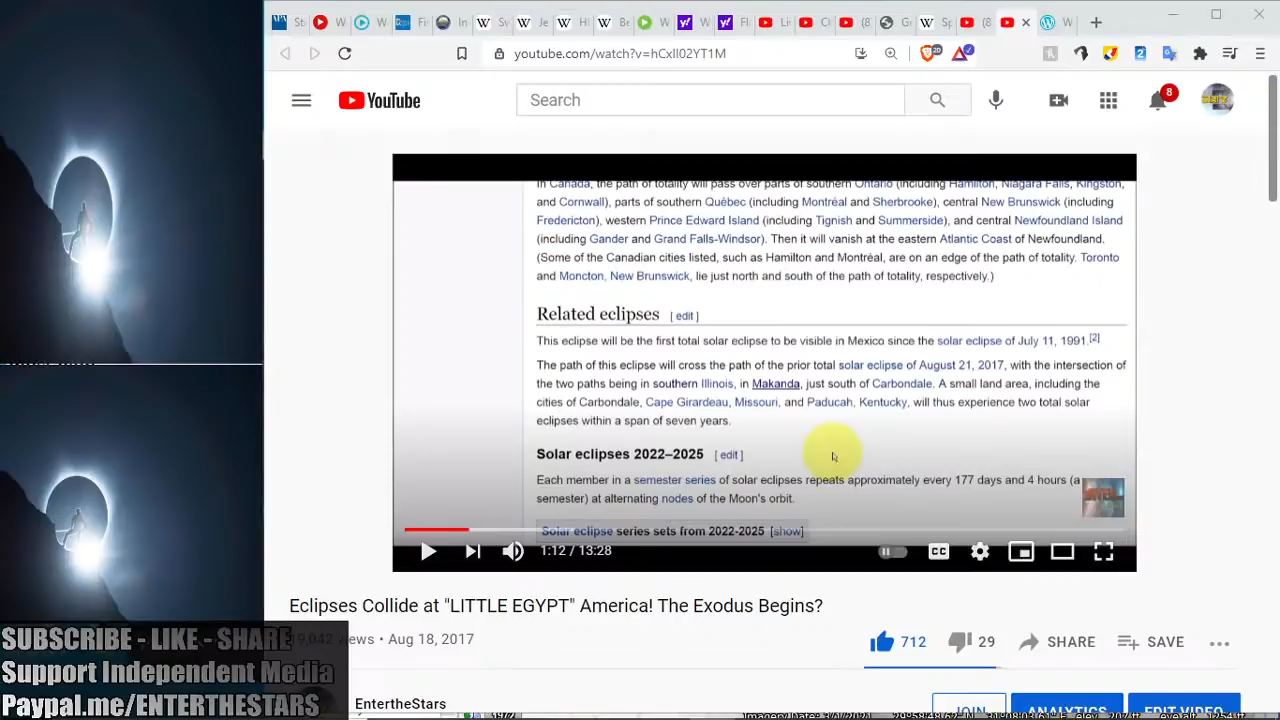 youtube.com/watch?v=hCxIl02YT1M
YouTube
Search
8
In Canada, the path of totality will pass over parts of southern Ontario (including Hamilton, Niagara Falls, Kingston,
and Cornwall), parts of southern Québec (including Montréal and Sherbrooke), central New Brunswick (including
Fredericton), western Prince Edward Island (including Tignish and Summerside), and central Newfoundland Island
(including Gander and Grand Falls-Windsor). Then it will vanish at the eastern Atlantic Coast of Newfoundland.
(Some of the Canadian cities listed, such as Hamilton and Montréal, are on an edge of the path of totality. Toronto
and Moncton, New Brunswick, lie just north and south of the path of totality, respectively.)
Related eclipses [ edit ]
This eclipse will be the first total solar eclipse to be visible in Mexico since the solar eclipse of July 11, 1991.[2]
The path of this eclipse will cross the path of the prior total solar eclipse of August 21, 2017, with the intersection of
the two paths being in southern Illinois, in Makanda, just south of Carbondale. A small land area, including the
cities of Carbondale, Cape Girardeau, Missouri, and Paducah, Kentucky, will thus experience two total solar
eclipses within a span of seven years.
Solar eclipses 2022–2025 [ edit ]
Each member in a semester series of solar eclipses repeats approximately every 177 days and 4 hours (a
semester) at alternating nodes of the Moon's orbit.
Solar eclipse series sets from 2022-2025 [show]
1:12 / 13:28
CC
Eclipses Collide at "LITTLE EGYPT" America! The Exodus Begins?
19,042 views • Aug 18, 2017
712
29
SHARE
SAVE
EntertheStars
JOIN
ANALYTICS
EDIT VIDEO
SUBSCRIBE - LIKE - SHARE
Support Independent Media
Paypal.me/ENTERTHESTARS